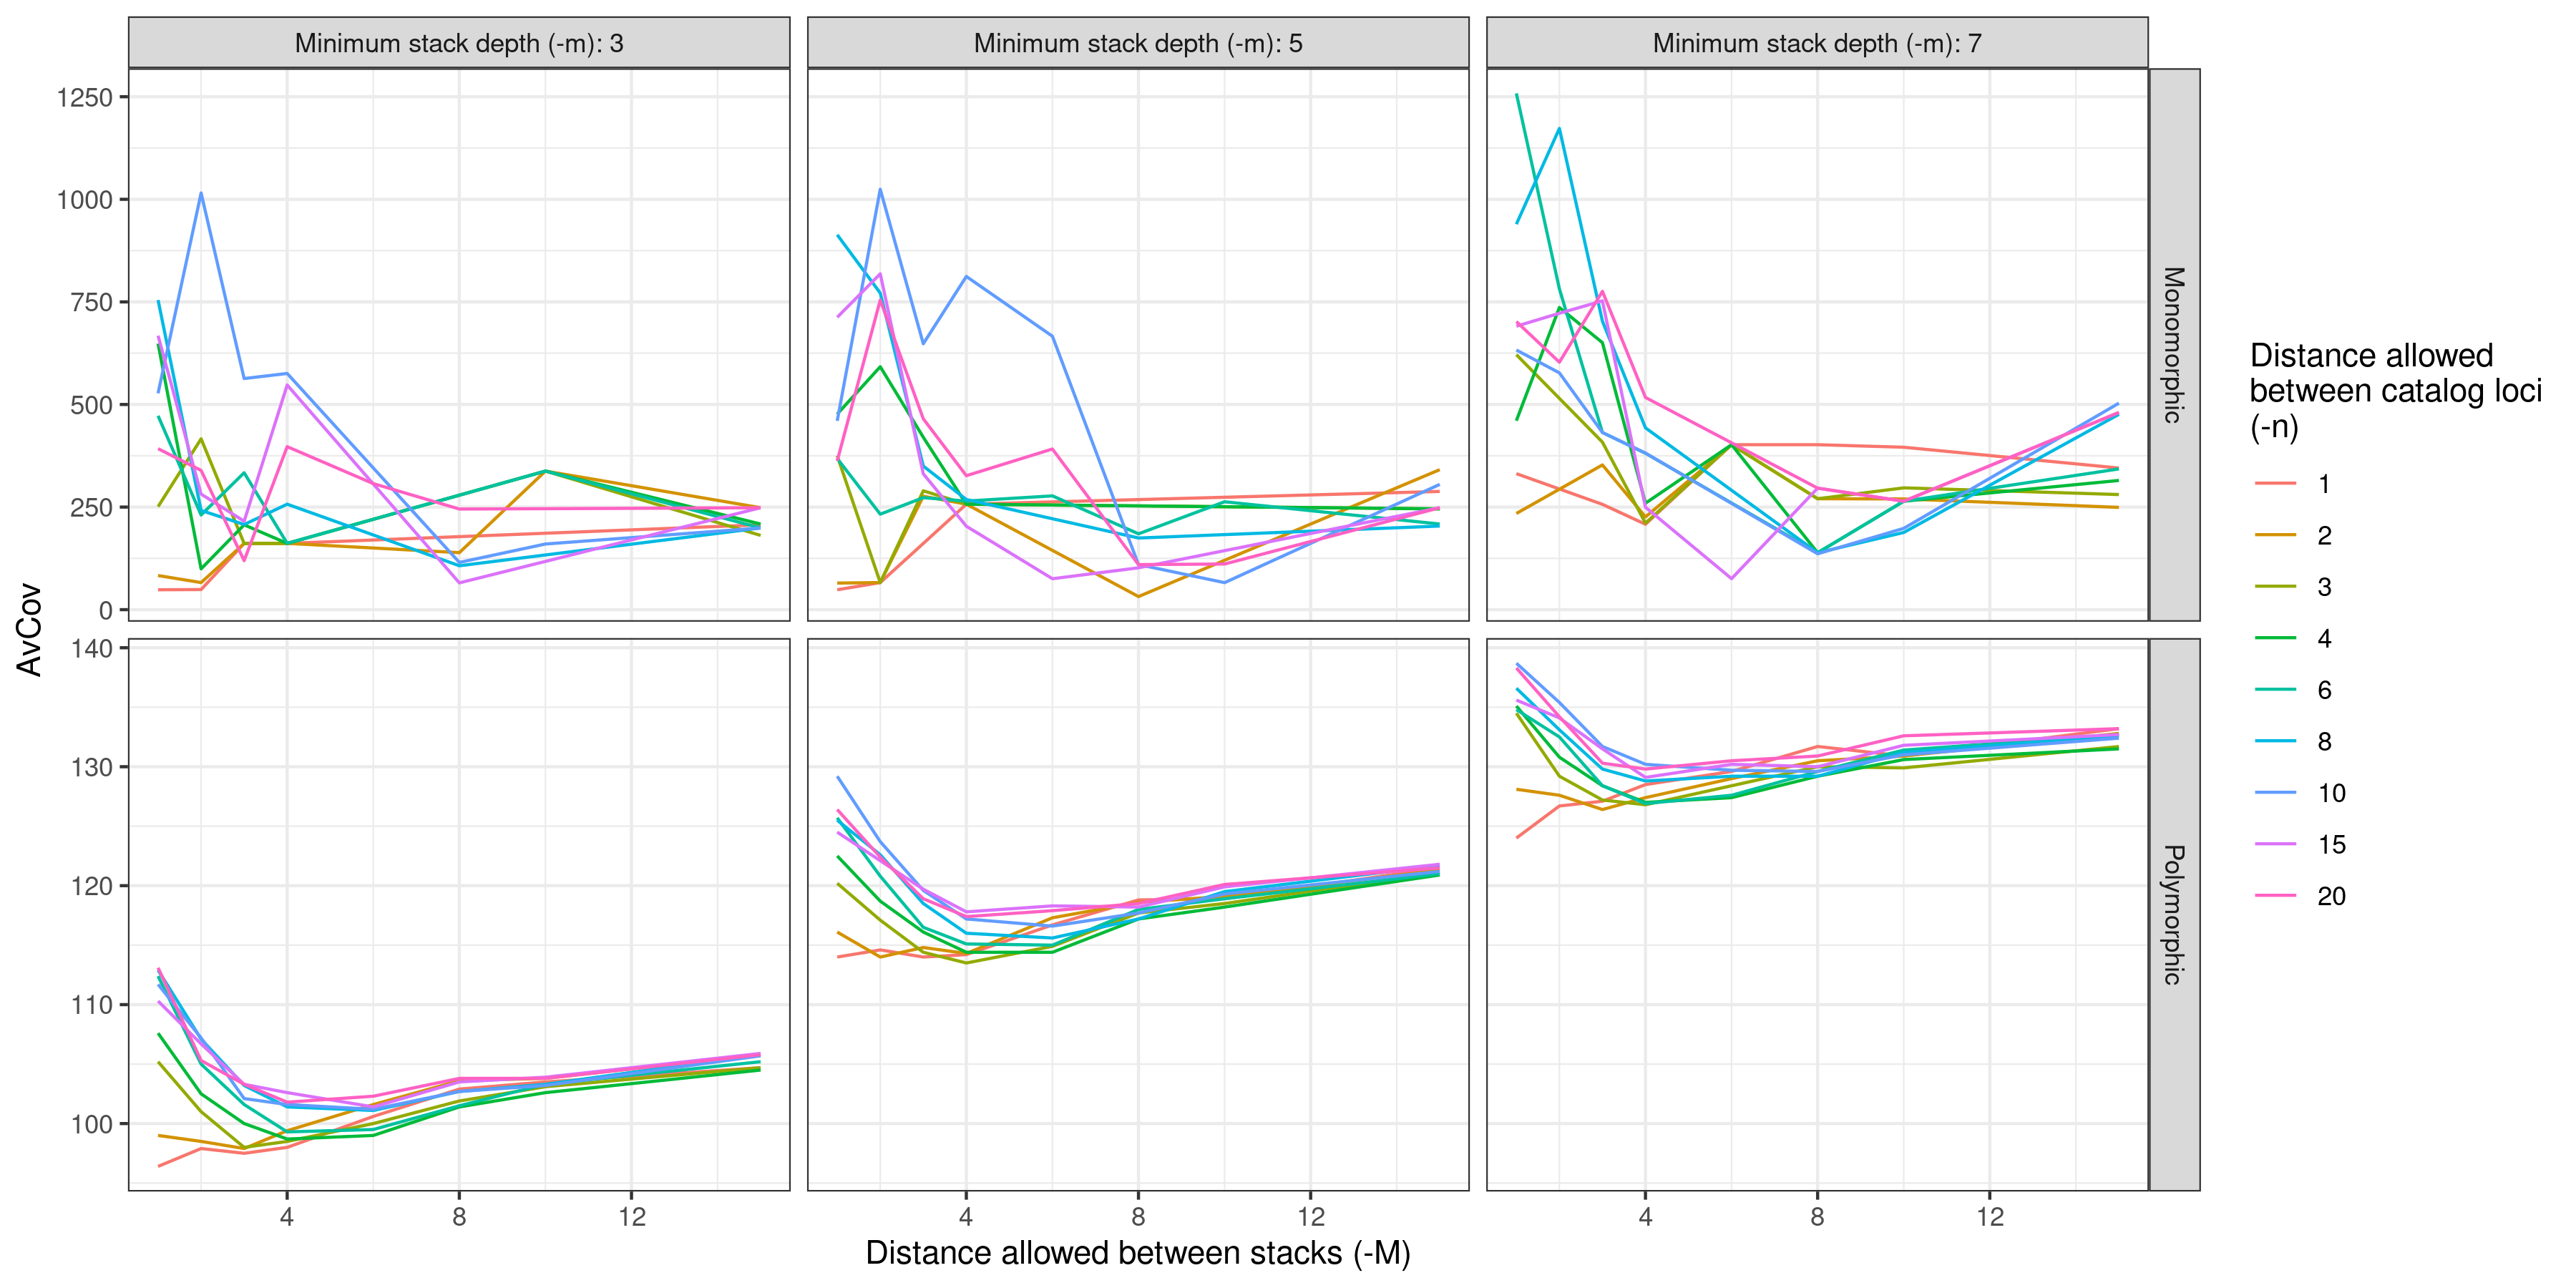 Minimum stack depth (-m): 3
Minimum stack depth (-m): 5
Minimum stack depth (-m): 7
1250
1000
750
500
250
0
Monomorphic
AvCov
140
130
120
110
100
Polymorphic
4 8 12
4 8 12
4 8 12
Distance allowed between stacks (-M)
Distance allowed
between catalog loci
(-n)
1
2
3
4
6
8
10
15
20